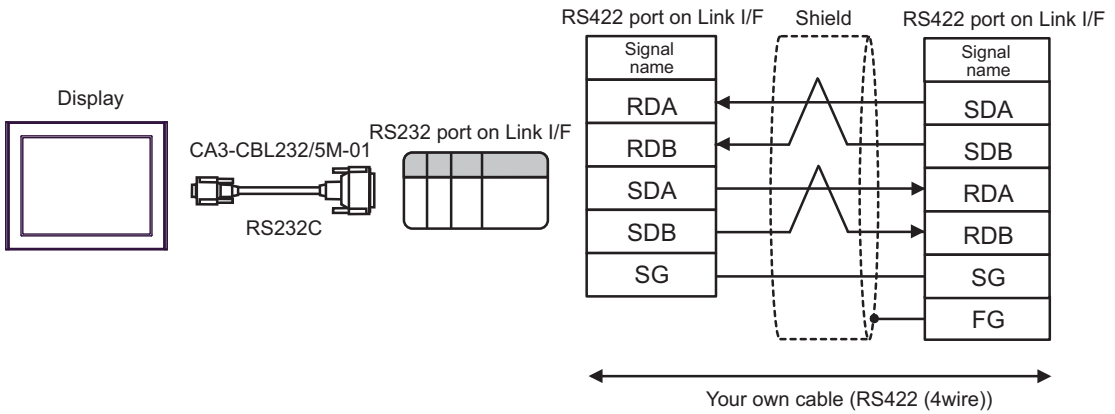 RS422 port on Link I/F
Shield
RS422 port on Link I/F
Signal
name
Signal
name
Display
RDA
SDA
RS232 port on Link I/F
CA3-CBL232/5M-01
RDB
SDB
SDA
RDA
RS232C
SDB
RDB
SG
SG
FG
Your own cable (RS422 (4wire))